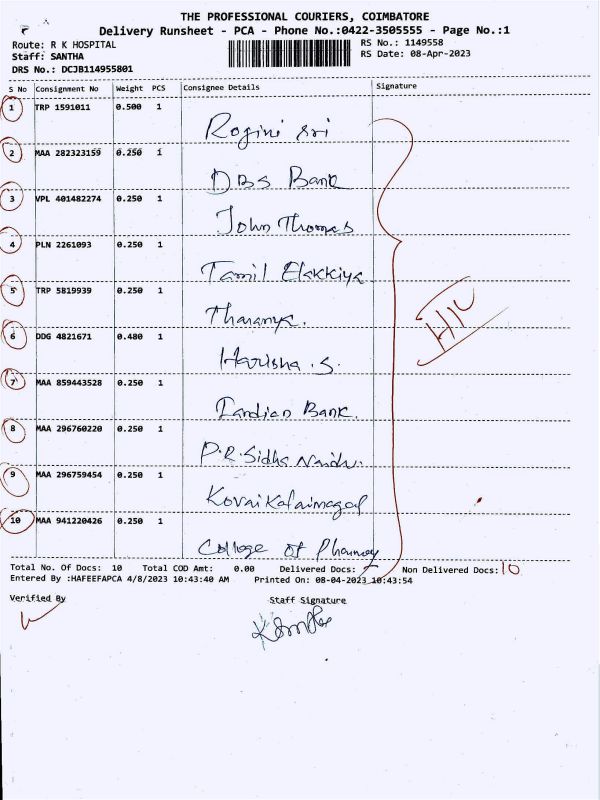 THE PROFESSIONAL COURIERS, COIMBATORE
Delivery Runsheet - PCA - Phone No.:0422-3505555 - Page No.:1
Route: R K HOSPITAL
RS No.: 1149558
Staff: SANTHA
RS Date: 08-Apr-2023
DRS No.: DCJB114955801
S No Consignment No Weight PCS Consignee Details Signature
1 TRP 1591011 0.500 1
Rogini Sri
2 MAA 282323159 0.250 1
DBS Bank
3 VPL 401482274 0.250 1
John Thomas
4 PLN 2261093 0.250 1
Tamil Elakkiya
5 TRP 5819939 0.250 1
Tharanya.
6 DDG 4821671 0.480 1
Harisha .S.
7 MAA 859443528 0.250 1
Indian Bank.
8 MAA 296760220 0.250 1
P.R. Sidha Naidu.
9 MAA 296759454 0.250 1
Kovai Kalaimagal
10 MAA 941220426 0.250 1
College of Pharmacy
Total No. Of Docs: 10 Total COD Amt: 0.00 Delivered Docs: Non Delivered Docs: 10
Entered By :HAFEEFAPCA 4/8/2023 10:43:40 AM Printed On: 08-04-2023 10:43:54
Verified By Staff Signature